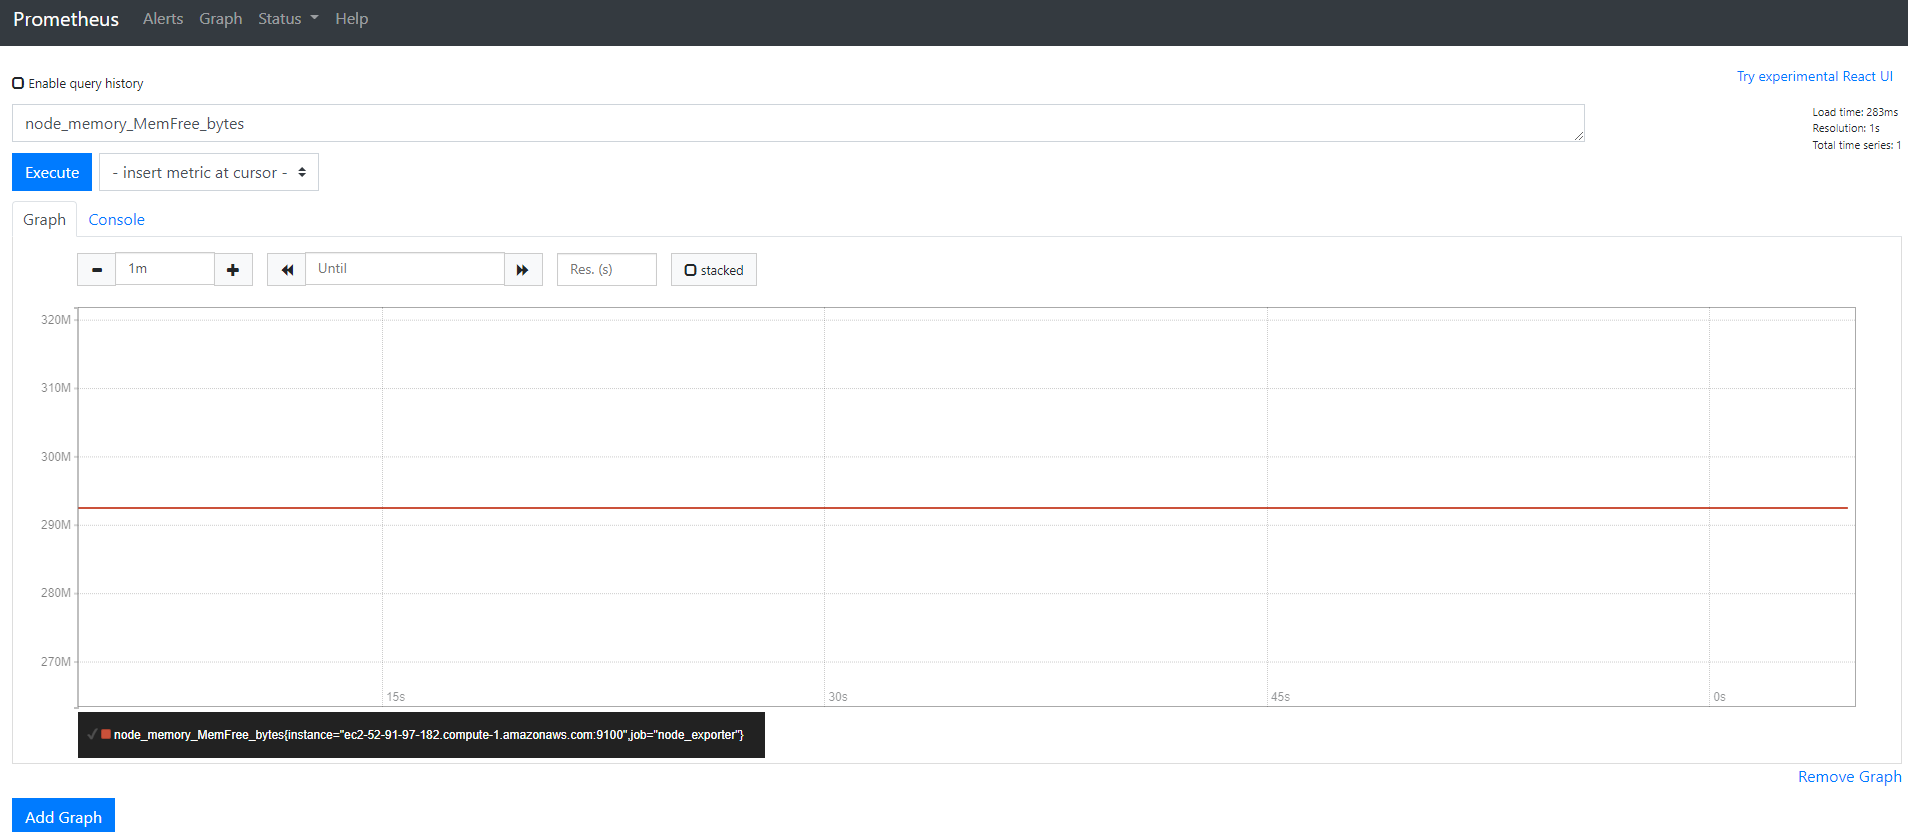 Prometheus Alerts Graph Status Help
Enable query history
Try experimental React UI
node_memory_MemFree_bytes
Load time: 283ms
Resolution: 1s
Total time series: 1
Execute - insert metric at cursor -
Graph Console
1m Until Res. (s) stacked
320M
310M
300M
290M
280M
270M
15s 30s 45s 0s
node_memory_MemFree_bytes{instance="ec2-52-91-97-182.compute-1.amazonaws.com:9100",job="node_exporter"}
Remove Graph
Add Graph